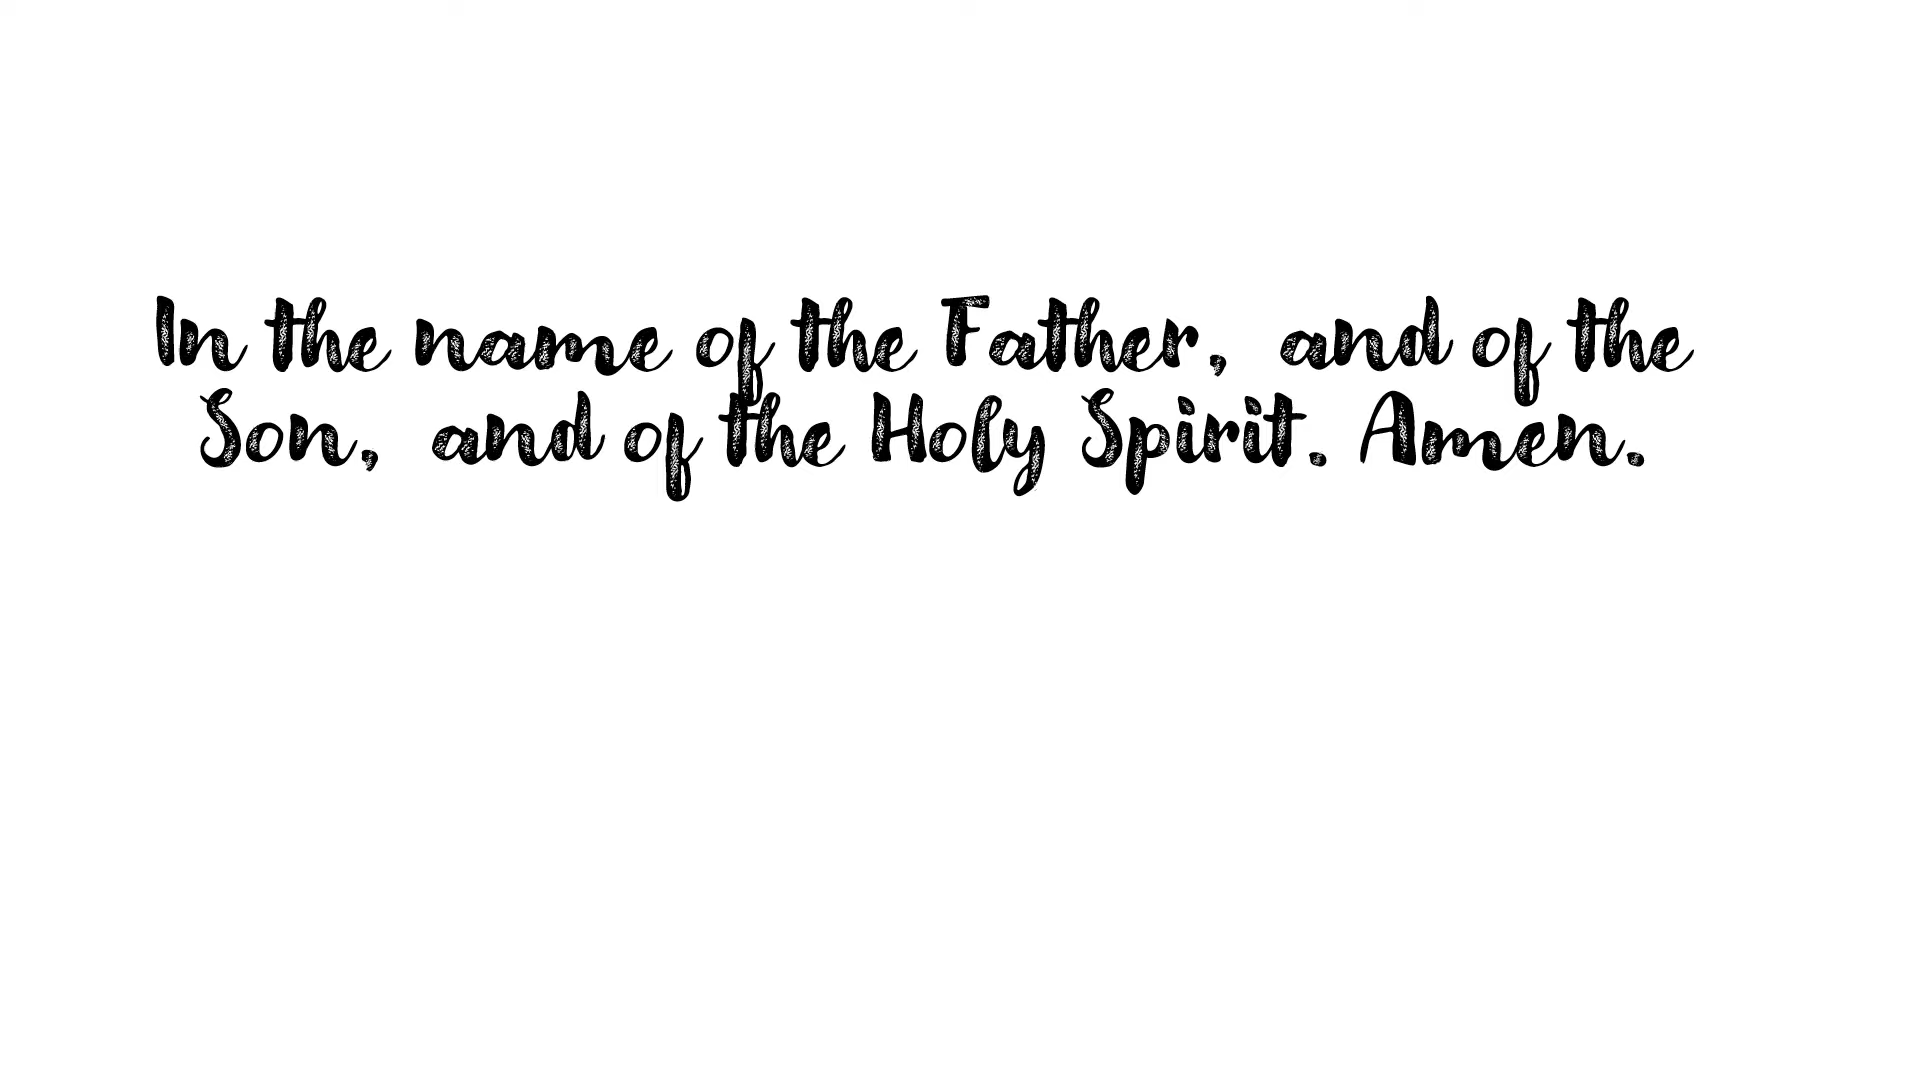 In the name of the Father, and of the
Son, and of the Holy Spirit. Amen.